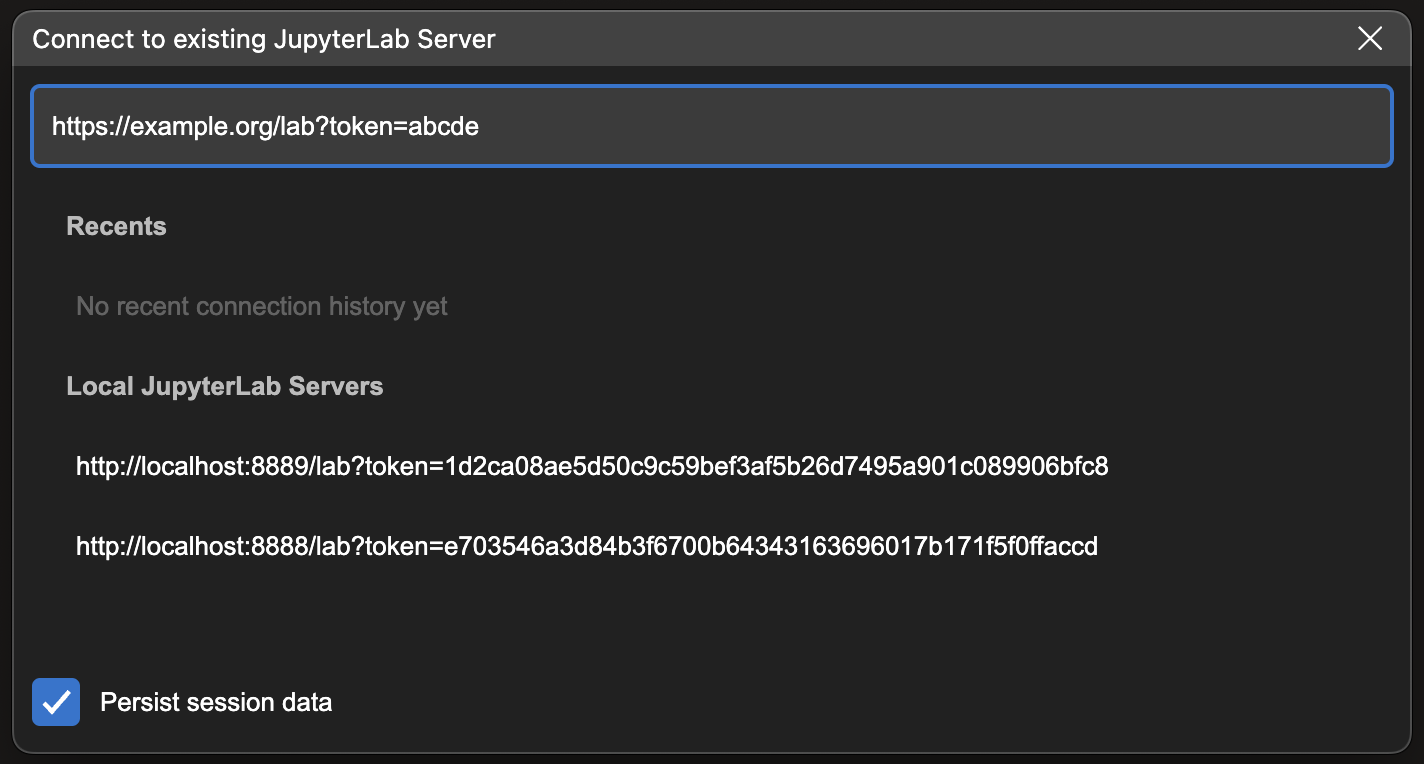 Connect to existing JupyterLab Server
https://example.org/lab?token=abcde
Recents
No recent connection history yet
Local JupyterLab Servers
http://localhost:8889/lab?token=1d2ca08ae5d50c9c59bef3af5b26d7495a901c089906bfc8
http://localhost:8888/lab?token=e703546a3d84b3f6700b64343163696017b171f5f0ffaccd
Persist session data